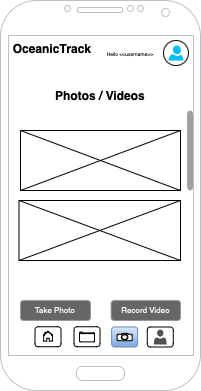 OceanicTrack
Hello <<username>>
Photos / Videos
Take Photo
Record Video